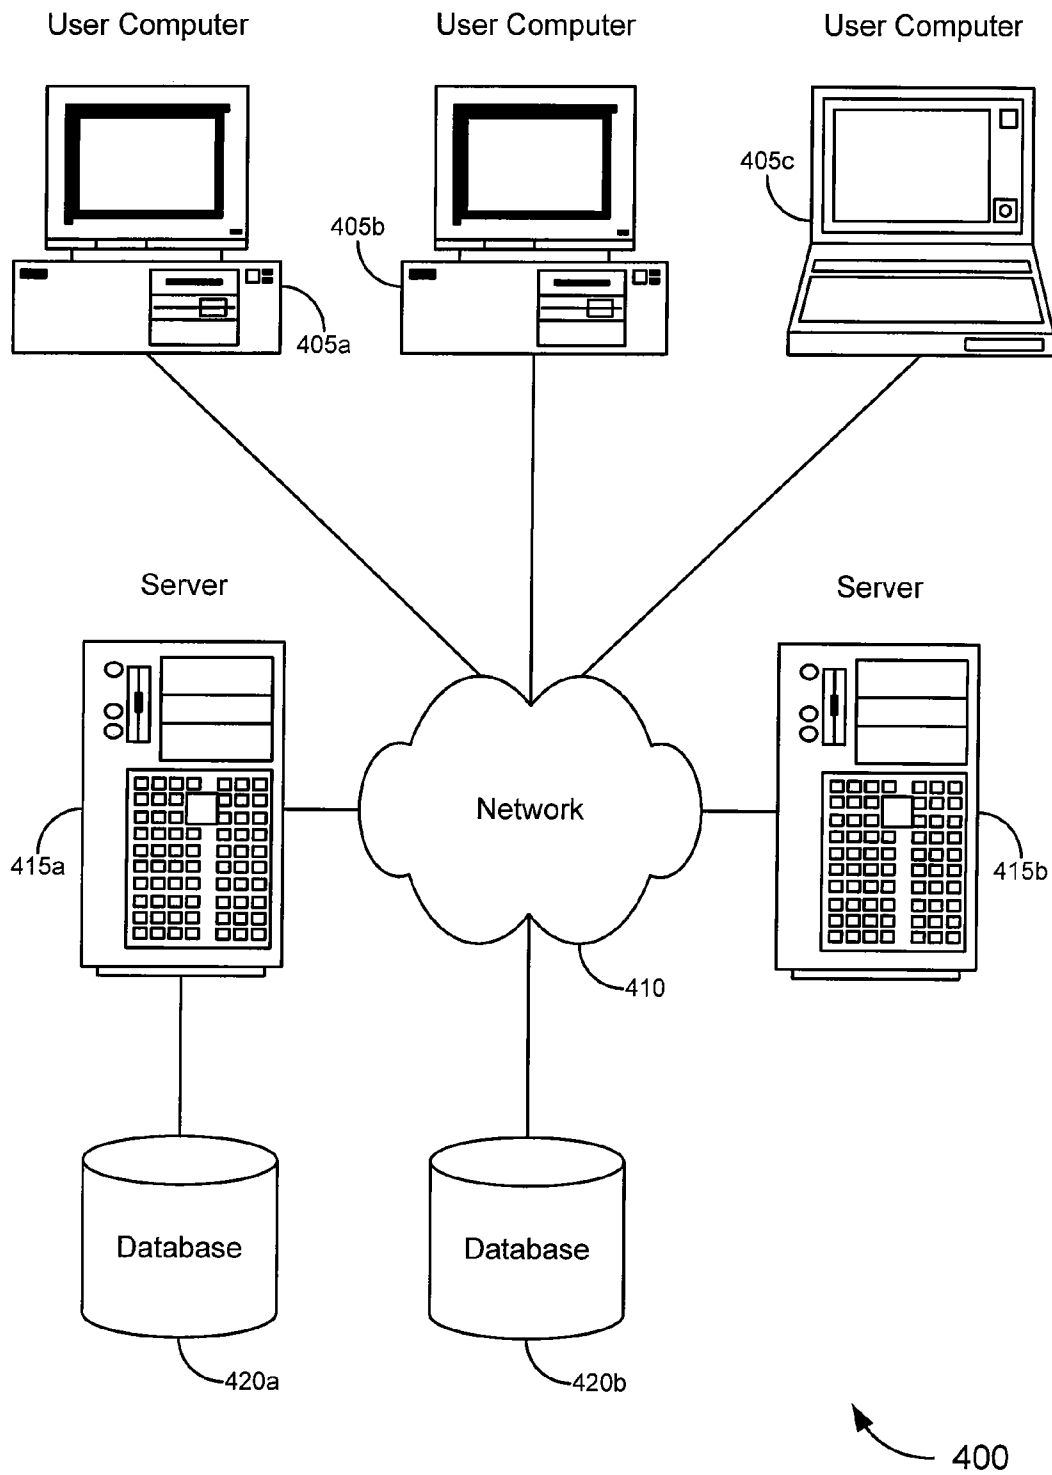 User Computer
User Computer
User Computer
405c
405b
405a
Server
Server
Network
415a
415b
410
Database
Database
420a
420b
400